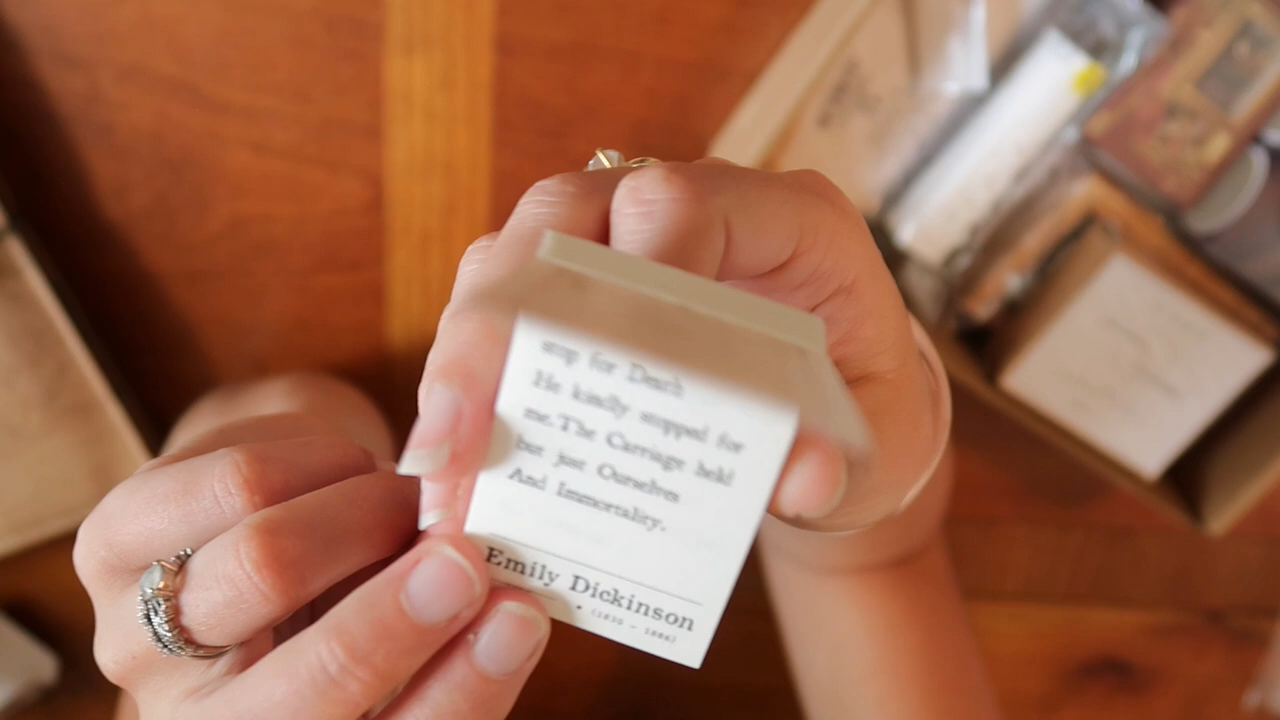 stop for Death
He kindly stopped for
me. The Carriage held
but just Ourselves
And Immortality.
Emily Dickinson
(1830 - 1886)